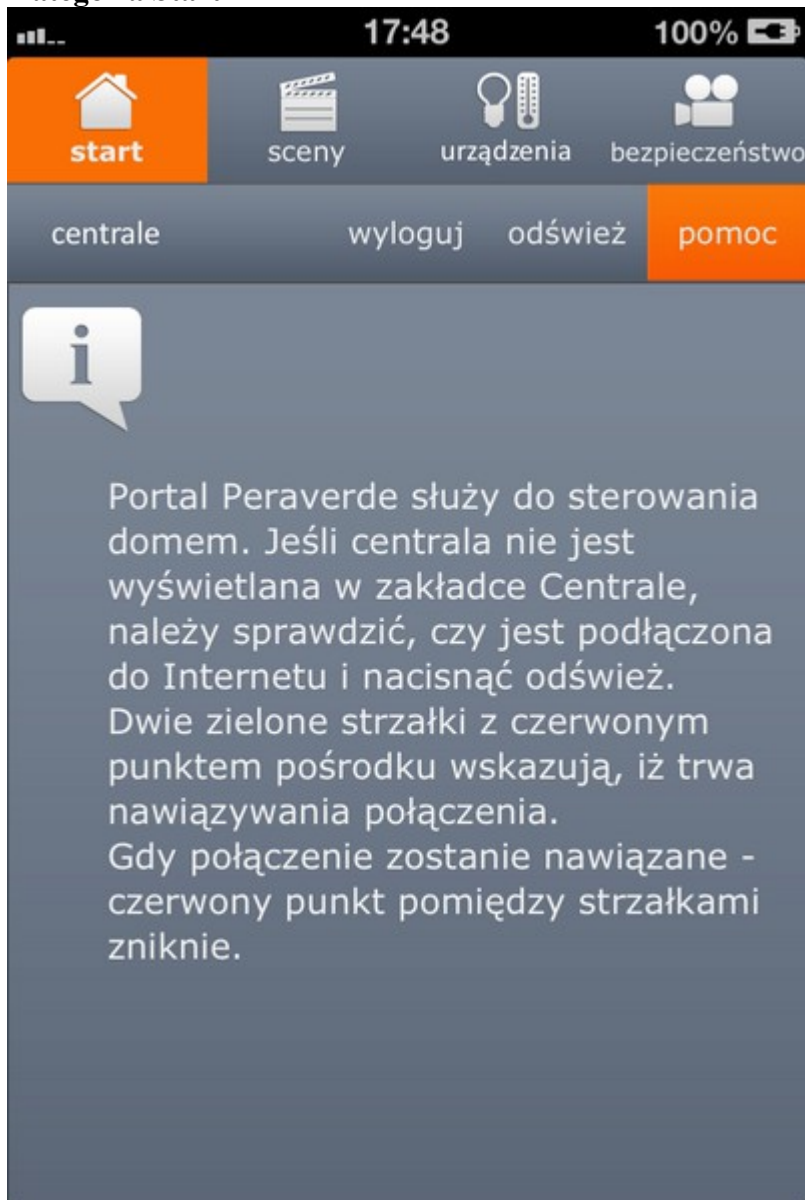 17:48
100%
start
sceny
urządzenia
bezpieczeństwo
centrale
wyloguj
odśwież
pomoc
i
Portal Peraverde służy do sterowania
domem. Jeśli centrala nie jest
wyświetlana w zakładce Centrale,
należy sprawdzić, czy jest podłączona
do Internetu i nacisnąć odśwież.
Dwie zielone strzałki z czerwonym
punktem pośrodku wskazują, iż trwa
nawiązywania połączenia.
Gdy połączenie zostanie nawiązane -
czerwony punkt pomiędzy strzałkami
zniknie.